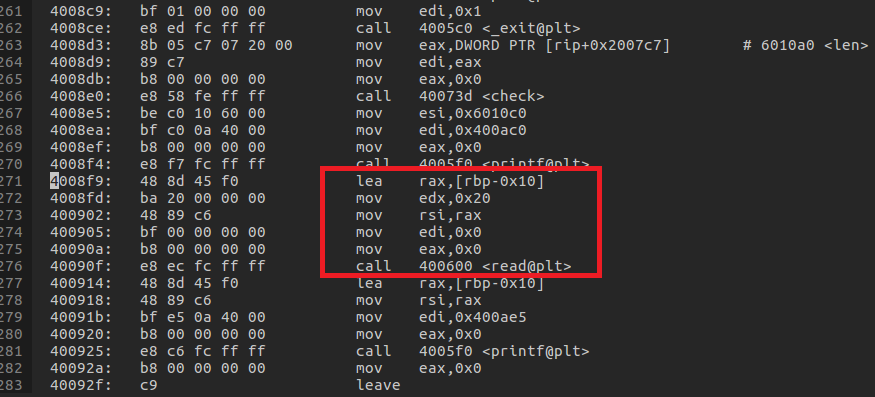 261 4008c9: bf 01 00 00 00 mov edi,0x1
262 4008ce: e8 ed fc ff ff call 4005c0 <_exit@plt>
263 4008d3: 8b 05 c7 07 20 00 mov eax,DWORD PTR [rip+0x2007c7] # 6010a0 <len>
264 4008d9: 89 c7 mov edi,eax
265 4008db: b8 00 00 00 00 mov eax,0x0
266 4008e0: e8 58 fe ff ff call 40073d <check>
267 4008e5: be c0 10 60 00 mov esi,0x6010c0
268 4008ea: bf c0 0a 40 00 mov edi,0x400ac0
269 4008ef: b8 00 00 00 00 mov eax,0x0
270 4008f4: e8 f7 fc ff ff call 4005f0 <printf@plt>
271 4008f9: 48 8d 45 f0 lea rax,[rbp-0x10]
272 4008fd: ba 20 00 00 00 mov edx,0x20
273 400902: 48 89 c6 mov rsi,rax
274 400905: bf 00 00 00 00 mov edi,0x0
275 40090a: b8 00 00 00 00 mov eax,0x0
276 40090f: e8 ec fc ff ff call 400600 <read@plt>
277 400914: 48 8d 45 f0 lea rax,[rbp-0x10]
278 400918: 48 89 c6 mov rsi,rax
279 40091b: bf e5 0a 40 00 mov edi,0x400ae5
280 400920: b8 00 00 00 00 mov eax,0x0
281 400925: e8 c6 fc ff ff call 4005f0 <printf@plt>
282 40092a: b8 00 00 00 00 mov eax,0x0
283 40092f: c9 leave